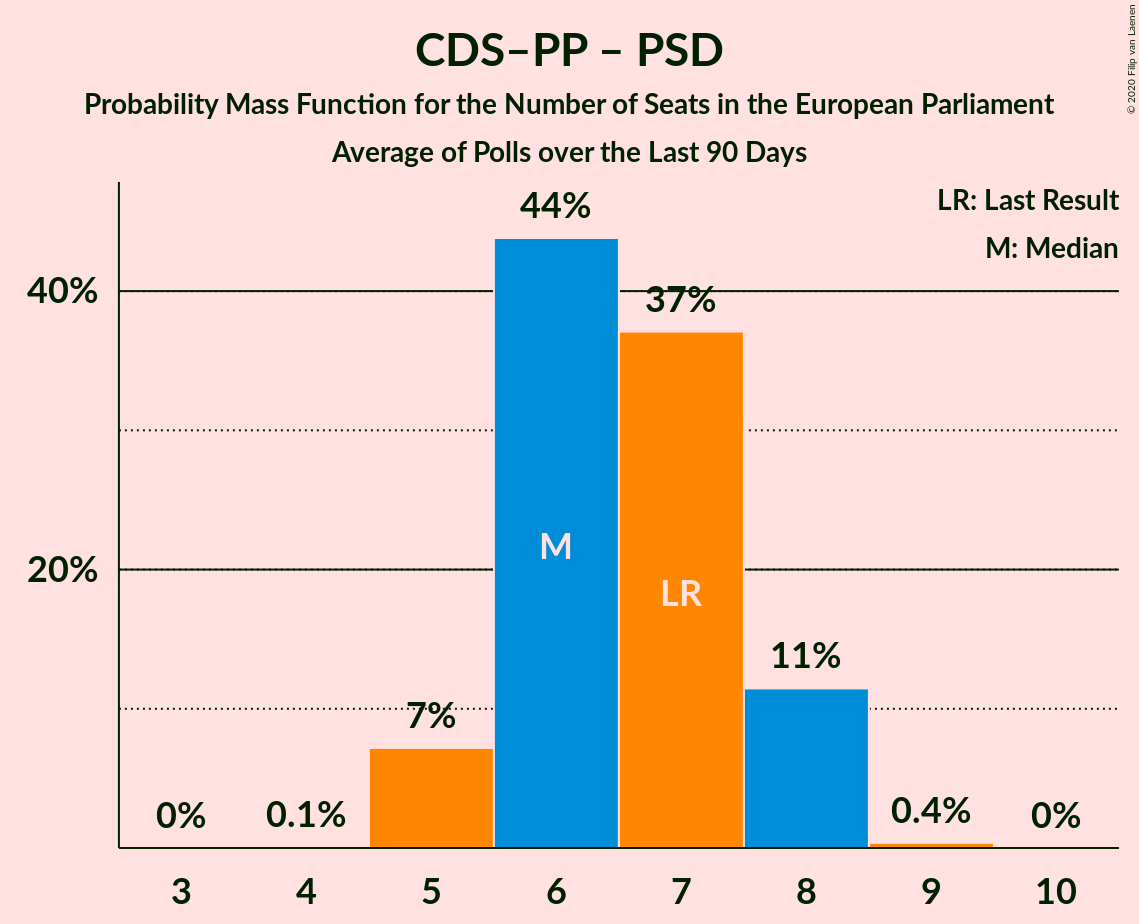 CDS–PP – PSD
Probability Mass Function for the Number of Seats in the European Parliament
Average of Polls over the Last 90 Days
© 2020 Filip van Laenen
LR: Last Result
M: Median
44%
40%
37%
M
20%
LR
11%
7%
0%
0.1%
0.4%
0%
3 4 5 6 7 8 9 10